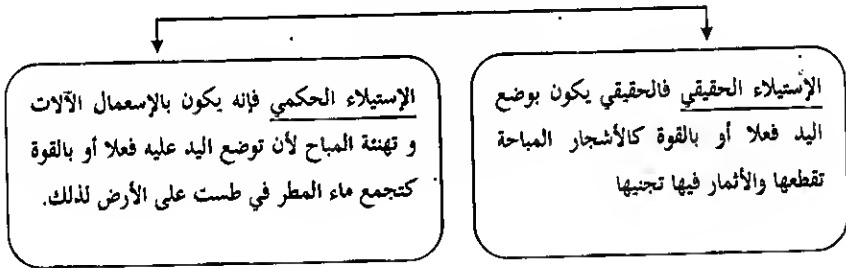 الإستيلاء الحقيقي فالحقيقي يكون بوضع
اليد فعلا أو بالقوة كالأشجار المباحة
تقطعها والأثمار فيها تجنيها
الإستيلاء الحكمي فإنه يكون بالإسعمال الآلات
و تهنئة المباح لأن توضع اليد عليه فعلا أو بالقوة
كتجمع ماء المطر في طست على الأرض لذلك.